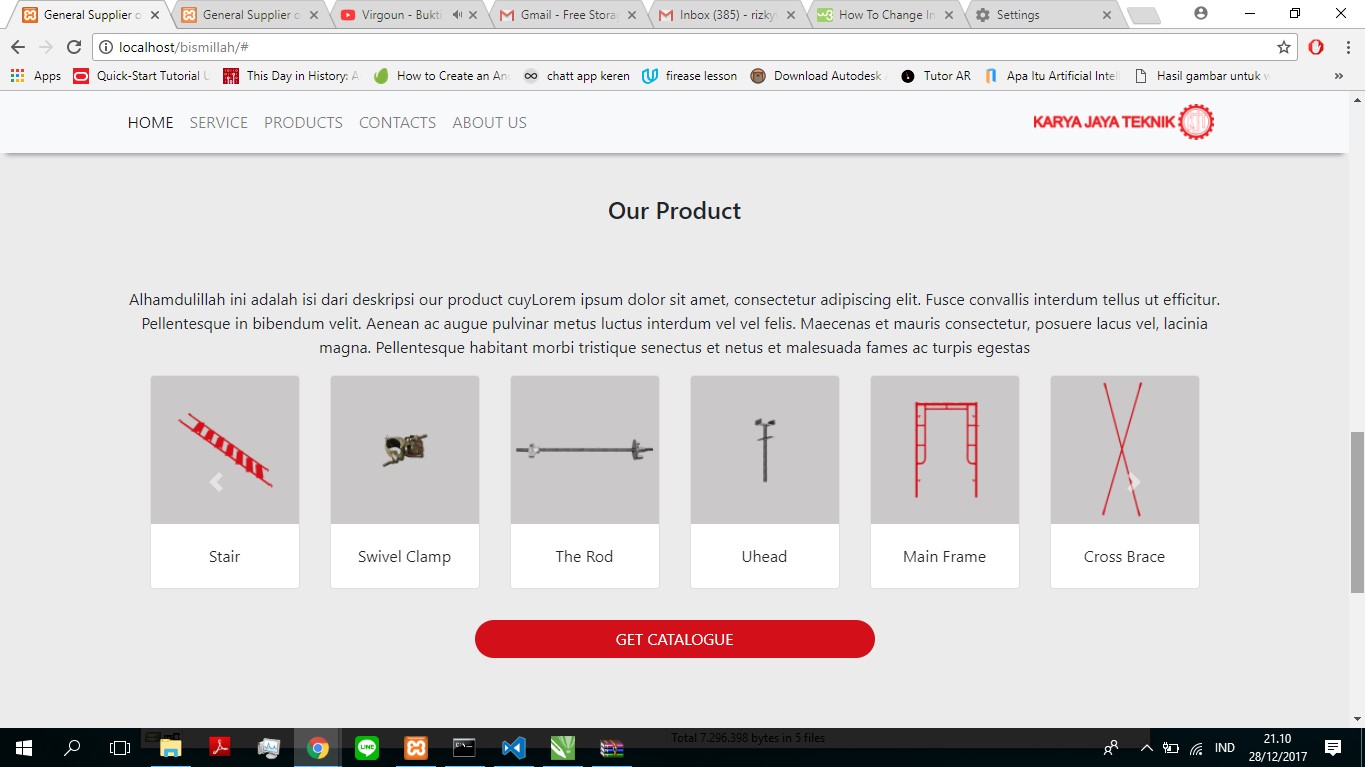 General Supplier o
General Supplier o
Virgoun - Bukti
Gmail - Free Stora
Inbox (385) - rizky
How To Change In
Settings
localhost/bismillah/#
Apps
Quick-Start Tutorial U
This Day in History: A
How to Create an An
chatt app keren
firease lesson
Download Autodesk
Tutor AR
Apa Itu Artificial Intel
Hasil gambar untuk
HOME
SERVICE
PRODUCTS
CONTACTS
ABOUT US
KARYA JAYA TEKNIK
Our Product
Alhamdulillah ini adalah isi dari deskripsi our product cuyLorem ipsum dolor sit amet, consectetur adipiscing elit. Fusce convallis interdum tellus ut efficitur.
Pellentesque in bibendum velit. Aenean ac augue pulvinar metus luctus interdum vel vel felis. Maecenas et mauris consectetur, posuere lacus vel, lacinia
magna. Pellentesque habitant morbi tristique senectus et netus et malesuada fames ac turpis egestas
Stair
Swivel Clamp
The Rod
Uhead
Main Frame
Cross Brace
GET CATALOGUE
Total 7.296.398 bytes in 5 files
IND
21.10
28/12/2017